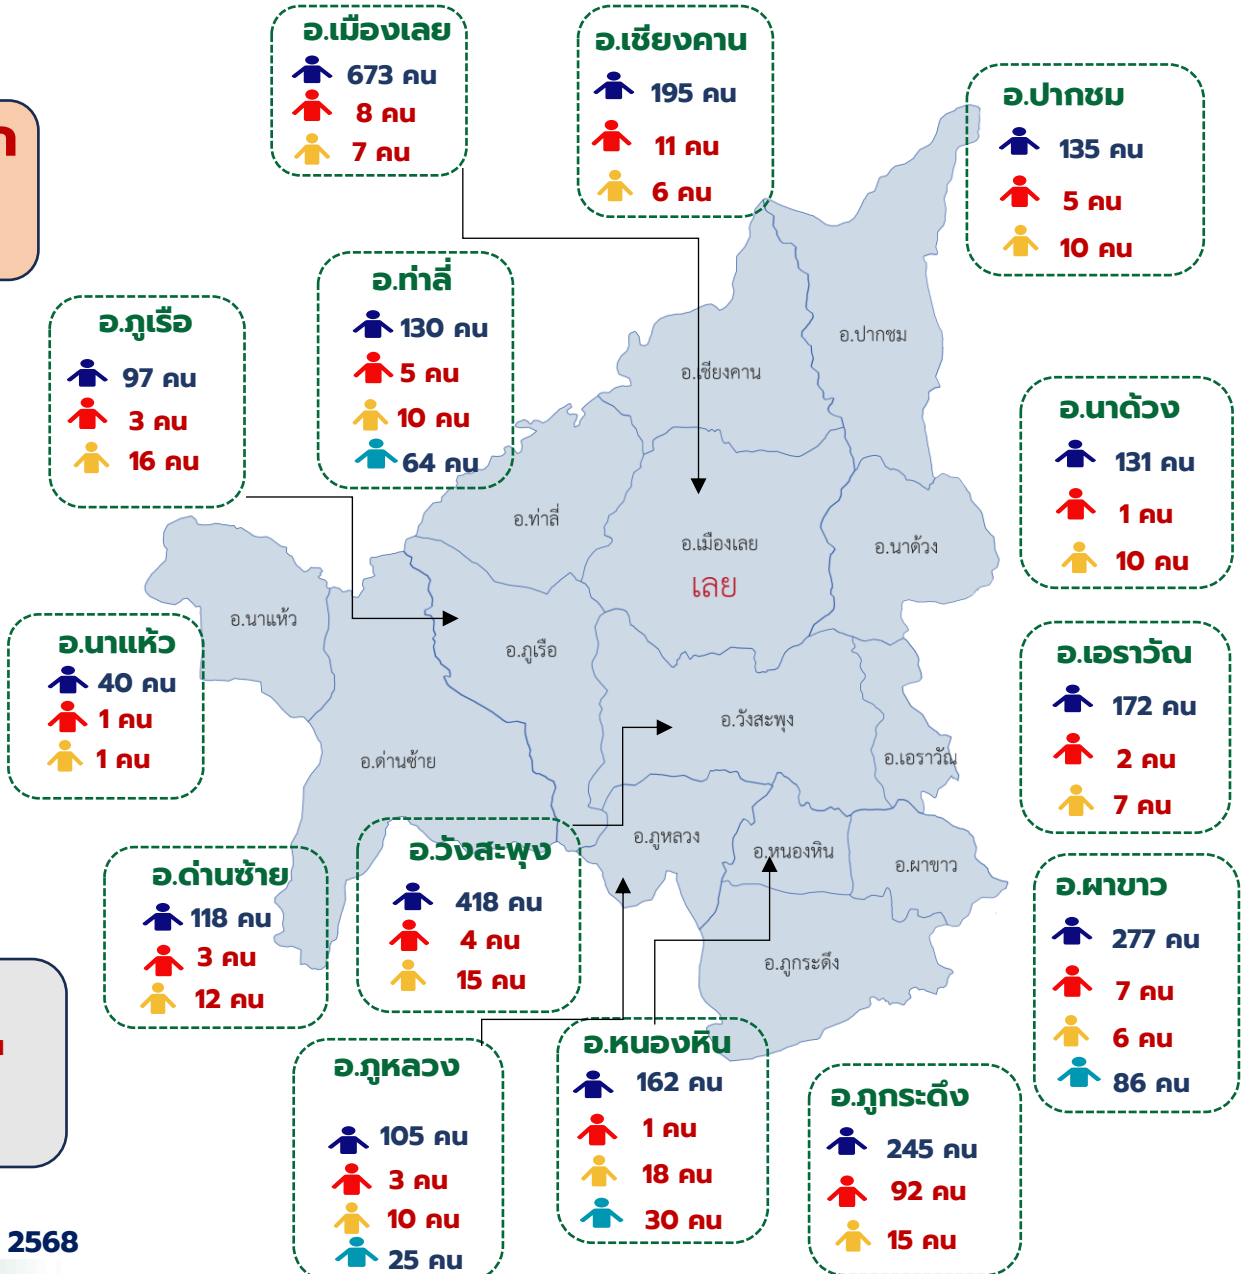 อ.เมืองเลย
673 คน
8 คน
7 คน
อ.เชียงคาน
195 คน
11 คน
6 คน
อ.ปากชม
135 คน
5 คน
10 คน
อ.ท่าลี่
130 คน
5 คน
10 คน
64 คน
อ.ภูเรือ
97 คน
3 คน
16 คน
อ.นาด้วง
131 คน
1 คน
10 คน
อ.นาแห้ว
40 คน
1 คน
1 คน
อ.เอราวัณ
172 คน
2 คน
7 คน
อ.ด่านซ้าย
118 คน
3 คน
12 คน
อ.วังสะพุง
418 คน
4 คน
15 คน
อ.ผาขาว
277 คน
7 คน
6 คน
86 คน
อ.ภูหลวง
105 คน
3 คน
10 คน
25 คน
อ.หนองหิน
162 คน
1 คน
18 คน
30 คน
อ.ภูกระดึง
245 คน
92 คน
15 คน
อ.ปากชม
อ.เชียงคาน
อ.ท่าลี่
อ.เมืองเลย
เลย
อ.นาด้วง
อ.นาแห้ว
อ.ภูเรือ
อ.วังสะพุง
อ.ด่านซ้าย
อ.เอราวัณ
อ.ภูหลวง
อ.หนองหิน
อ.ผาขาว
อ.ภูกระดึง
2568